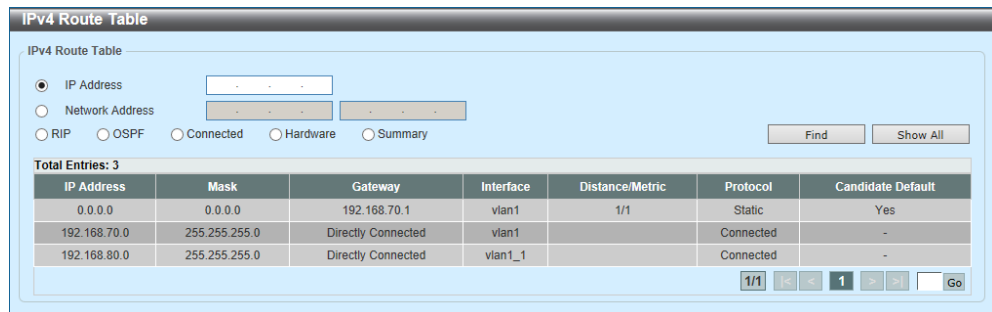 IPv4 Route Table
IPv4 Route Table
IP Address . . .
Network Address . . . . . .
RIP OSPF Connected Hardware Summary Find Show All
Total Entries: 3
IP Address Mask Gateway Interface Distance/Metric Protocol Candidate Default
0.0.0.0 0.0.0.0 192.168.70.1 vlan1 1/1 Static Yes
192.168.70.0 255.255.255.0 Directly Connected vlan1 Connected -
192.168.80.0 255.255.255.0 Directly Connected vlan1_1 Connected -
1/1 |< < 1 > >| Go